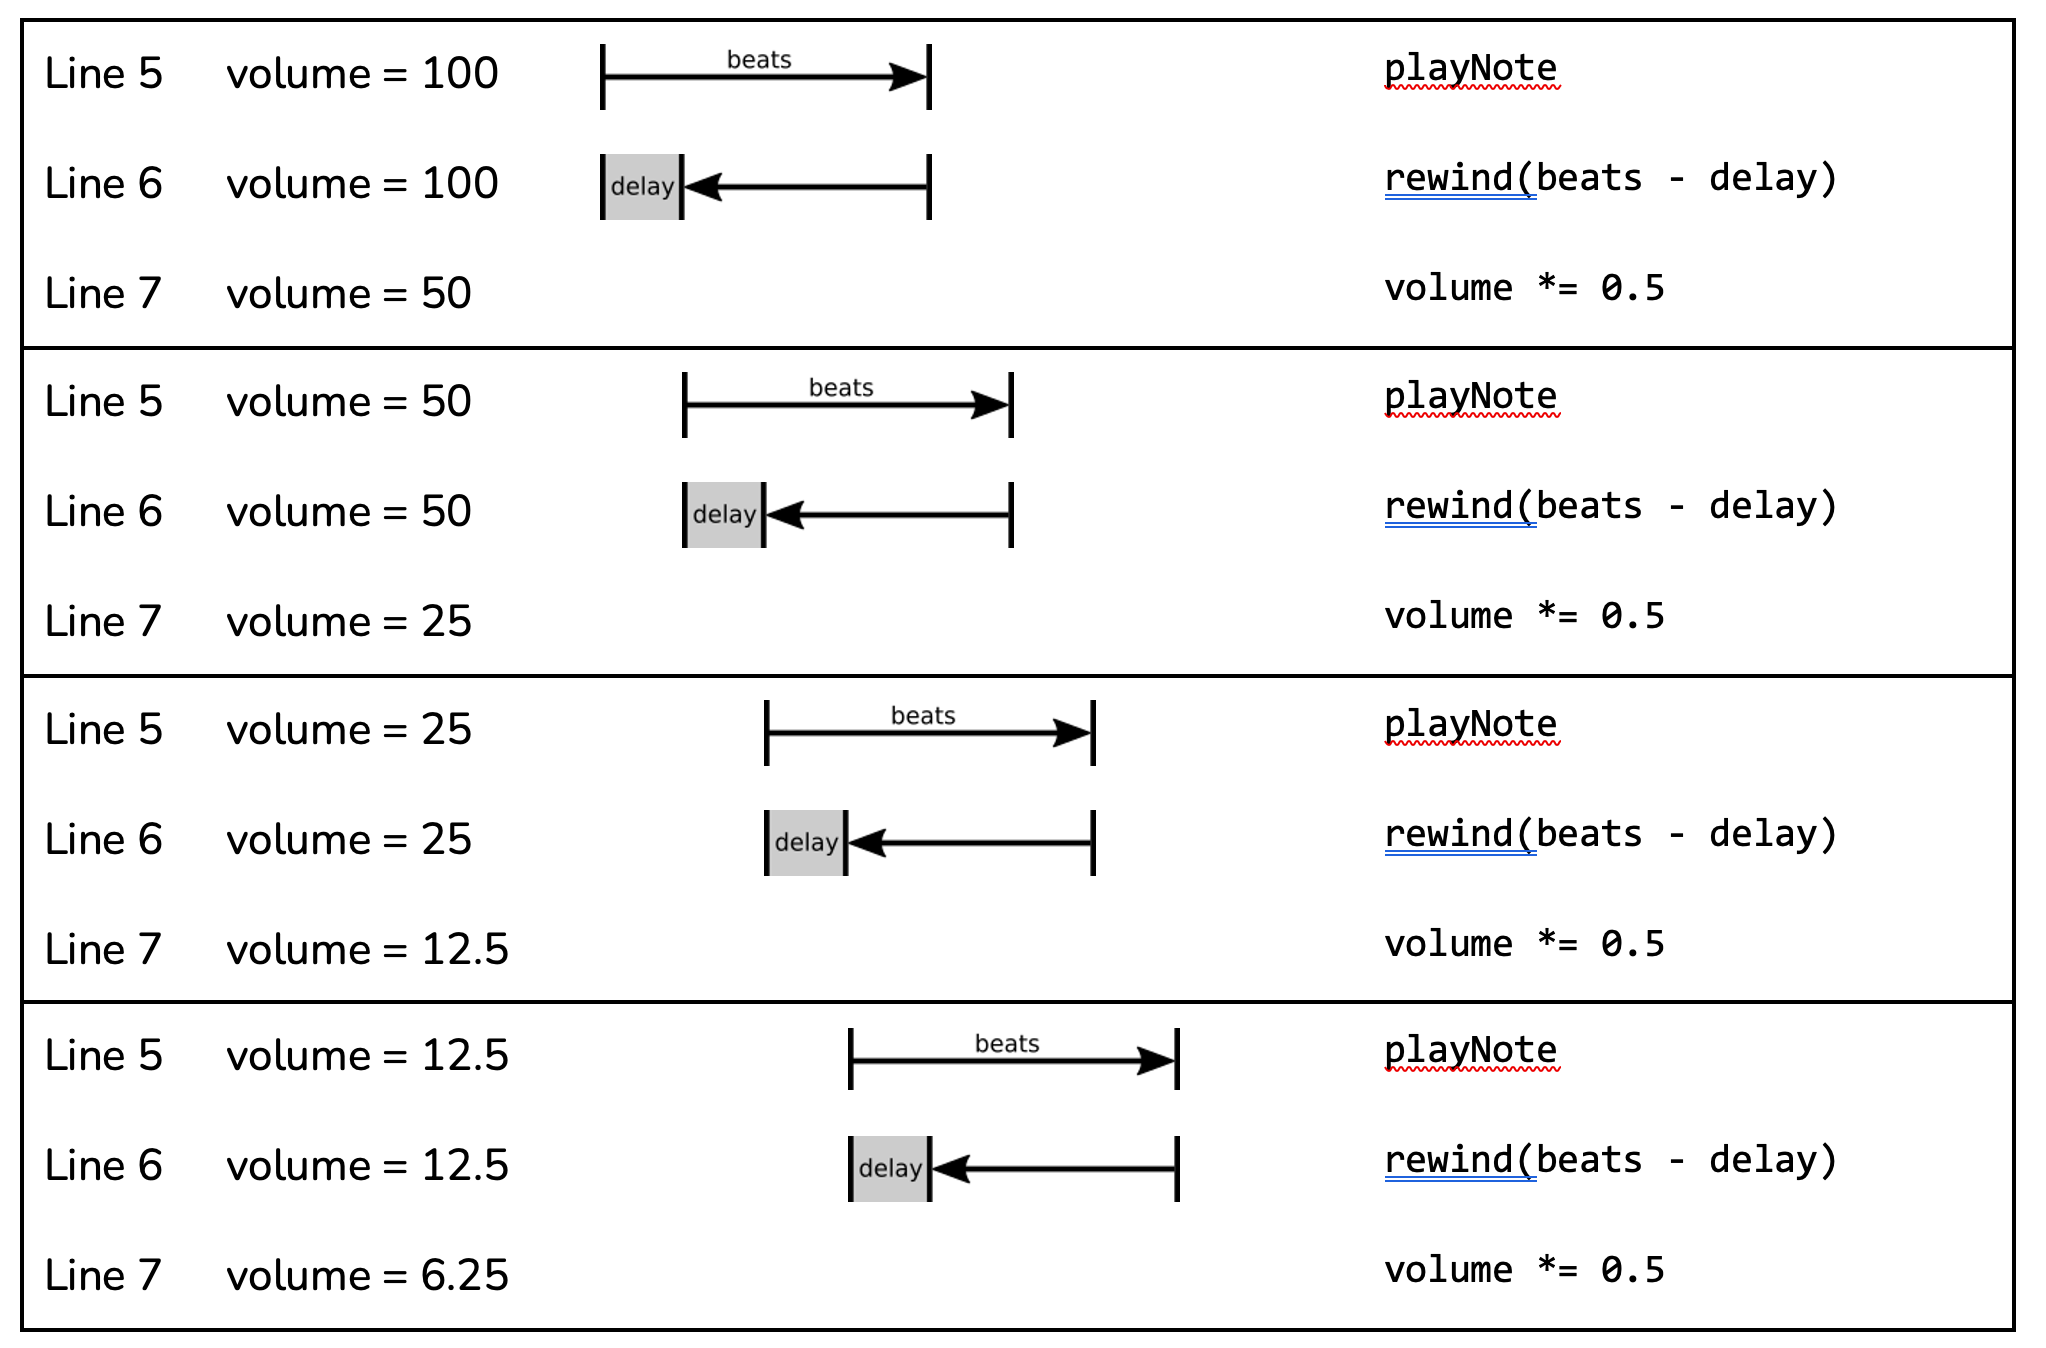 Line 5 volume = 100 beats playNote
Line 6 volume = 100 delay rewind(beats - delay)
Line 7 volume = 50 volume *= 0.5
Line 5 volume = 50 beats playNote
Line 6 volume = 50 delay rewind(beats - delay)
Line 7 volume = 25 volume *= 0.5
Line 5 volume = 25 beats playNote
Line 6 volume = 25 delay rewind(beats - delay)
Line 7 volume = 12.5 volume *= 0.5
Line 5 volume = 12.5 beats playNote
Line 6 volume = 12.5 delay rewind(beats - delay)
Line 7 volume = 6.25 volume *= 0.5